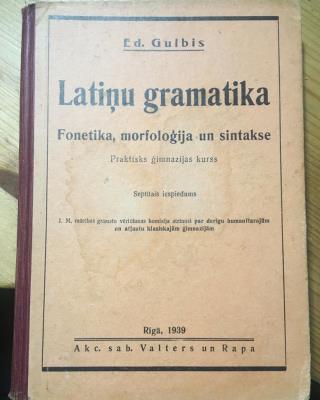 Ed. Gulbis
Latiņu gramatika
Fonetika, morfoloģija un sintakse
Praktisks ģimnazijas kurss
Septītais iespiedums
I. M. mācības grāmatu vērtēšanas komisija atzinusi par derīgu humanitārajām
un atļautu klasiskajām ģimnazijām
Rīgā, 1939
Akc. sab. Valters un Rapa